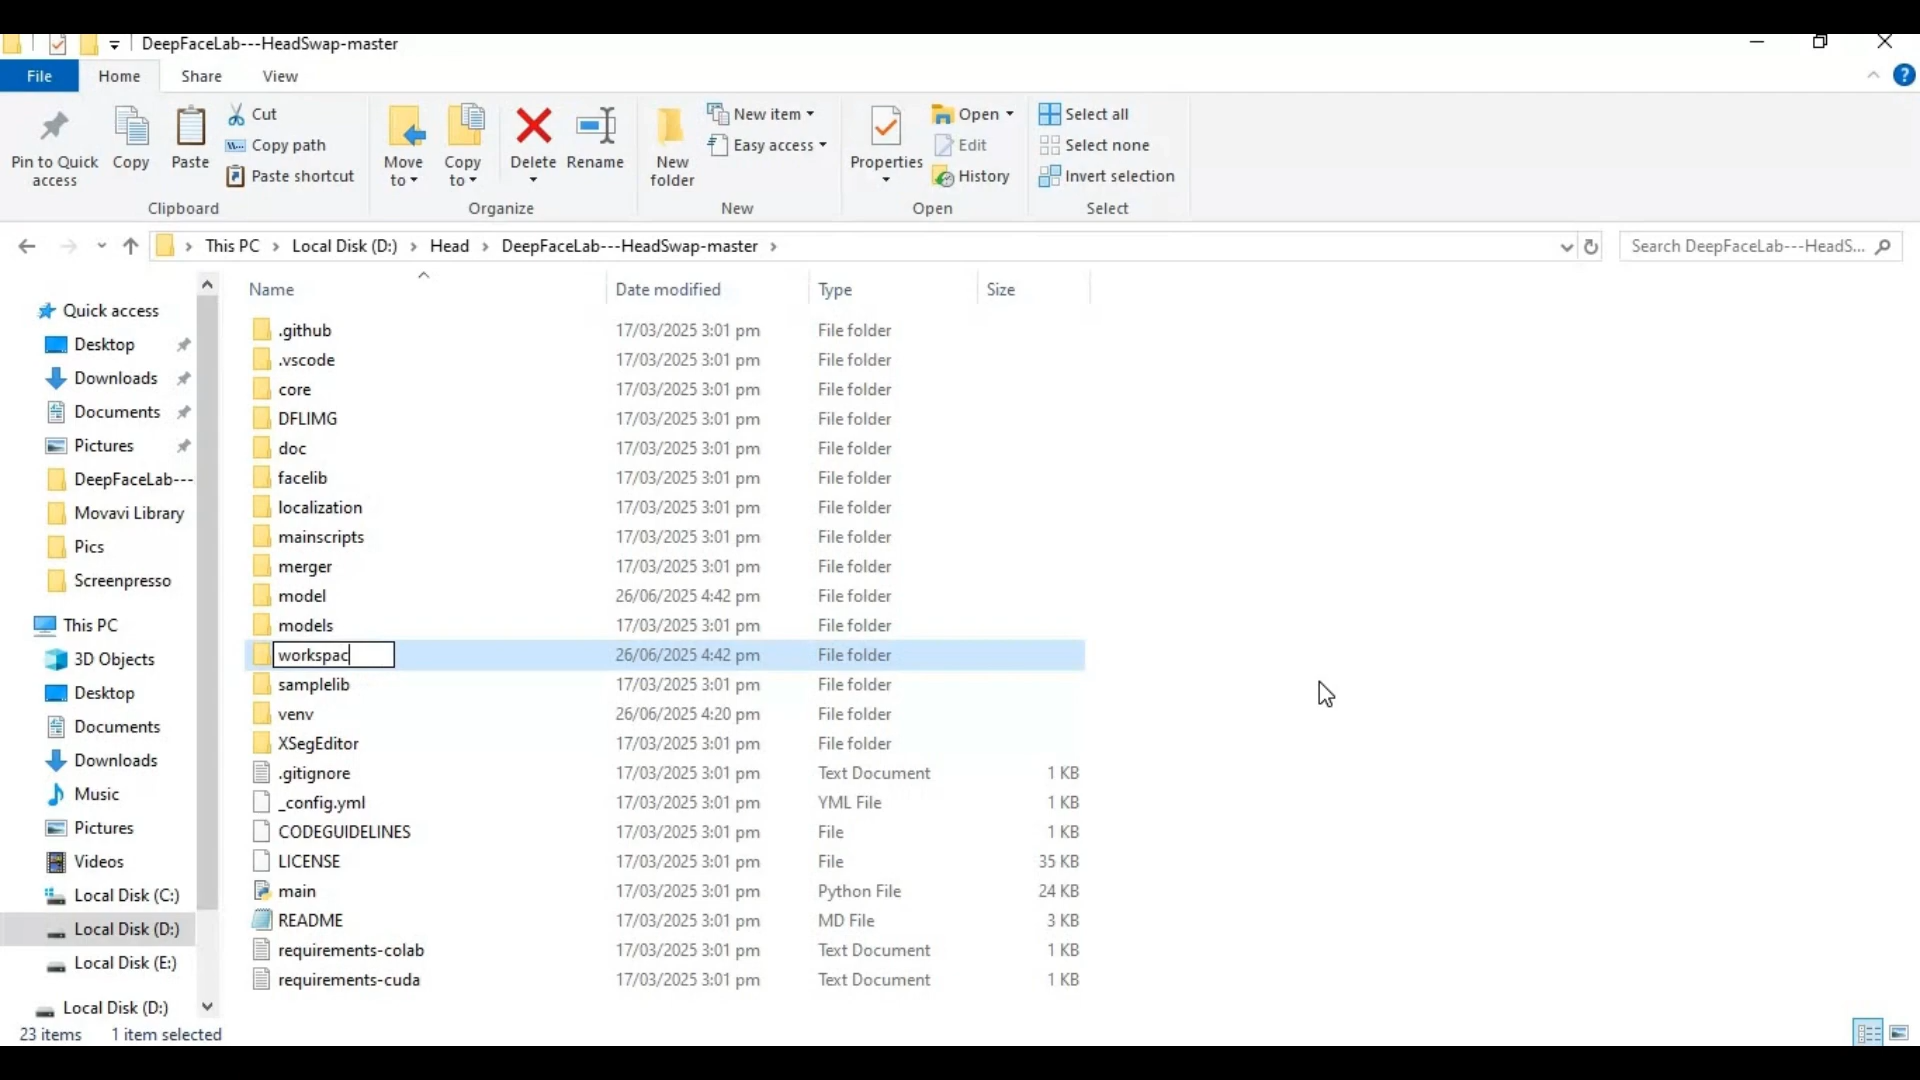 DeepFaceLab---HeadSwap-master
File Home Share View
Pin to Quick access
Copy
Paste
Cut
Copy path
Paste shortcut
Clipboard
Move to
Copy to
Delete
Rename
Organize
New folder
New item
Easy access
New
Properties
Open
Edit
History
Open
Select all
Select none
Invert selection
Select
This PC > Local Disk (D:) > Head > DeepFaceLab---HeadSwap-master >
Search DeepFaceLab---HeadS...
Quick access
Desktop
Downloads
Documents
Pictures
DeepFaceLab---
Movavi Library
Pics
Screenpresso
This PC
3D Objects
Desktop
Documents
Downloads
Music
Pictures
Videos
Local Disk (C:)
Local Disk (D:)
Local Disk (E:)
Local Disk (D:)
Name Date modified Type Size
.github 17/03/2025 3:01 pm File folder
.vscode 17/03/2025 3:01 pm File folder
core 17/03/2025 3:01 pm File folder
DFLIMG 17/03/2025 3:01 pm File folder
doc 17/03/2025 3:01 pm File folder
facelib 17/03/2025 3:01 pm File folder
localization 17/03/2025 3:01 pm File folder
mainscripts 17/03/2025 3:01 pm File folder
merger 17/03/2025 3:01 pm File folder
model 26/06/2025 4:42 pm File folder
models 17/03/2025 3:01 pm File folder
workspac 26/06/2025 4:42 pm File folder
samplelib 17/03/2025 3:01 pm File folder
venv 26/06/2025 4:20 pm File folder
XSegEditor 17/03/2025 3:01 pm File folder
.gitignore 17/03/2025 3:01 pm Text Document 1 KB
_config.yml 17/03/2025 3:01 pm YML File 1 KB
CODEGUIDELINES 17/03/2025 3:01 pm File 1 KB
LICENSE 17/03/2025 3:01 pm File 35 KB
main 17/03/2025 3:01 pm Python File 24 KB
README 17/03/2025 3:01 pm MD File 3 KB
requirements-colab 17/03/2025 3:01 pm Text Document 1 KB
requirements-cuda 17/03/2025 3:01 pm Text Document 1 KB
23 items 1 item selected